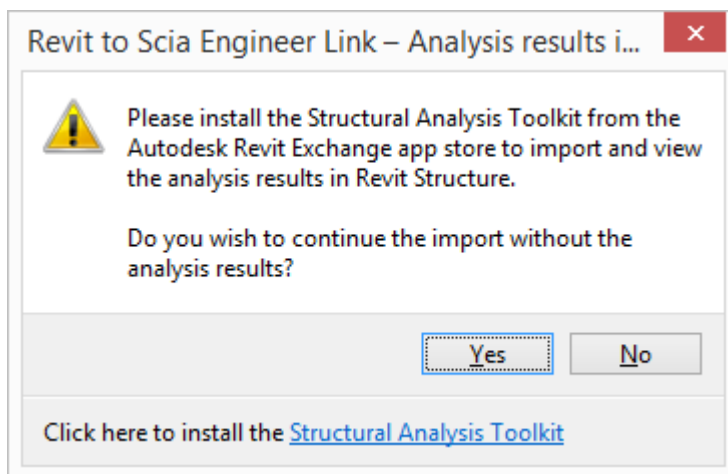 Revit to Scia Engineer Link – Analysis results i...
Please install the Structural Analysis Toolkit from the
Autodesk Revit Exchange app store to import and view
the analysis results in Revit Structure.
Do you wish to continue the import without the
analysis results?
Yes
No
Click here to install the Structural Analysis Toolkit